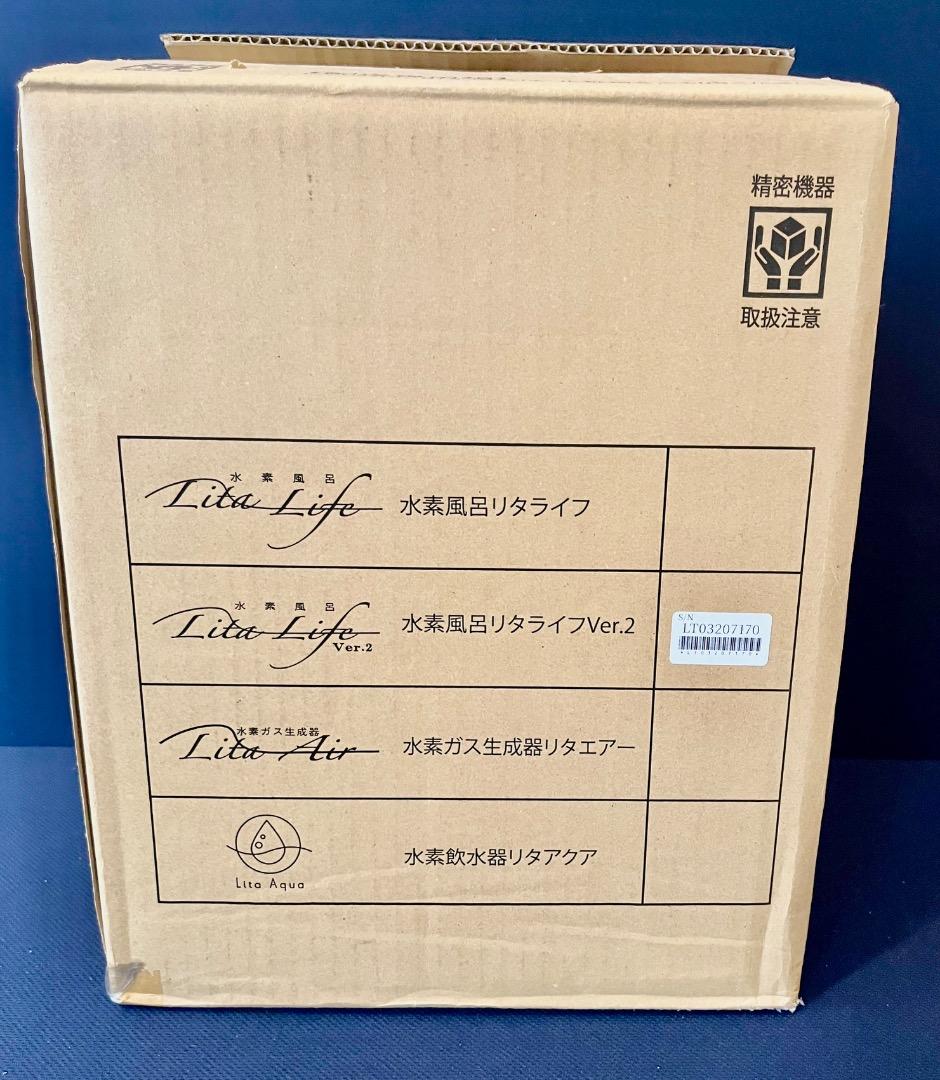 精密機器
取扱注意
水素風呂
Lita Life 水素風呂リタライフ
水素風呂
Lita Life Ver.2 水素風呂リタライフVer.2
S/N
LT03207170
水素ガス生成器
Lita Air 水素ガス生成器リタエアー
Lita Aqua 水素飲水器リタアクア